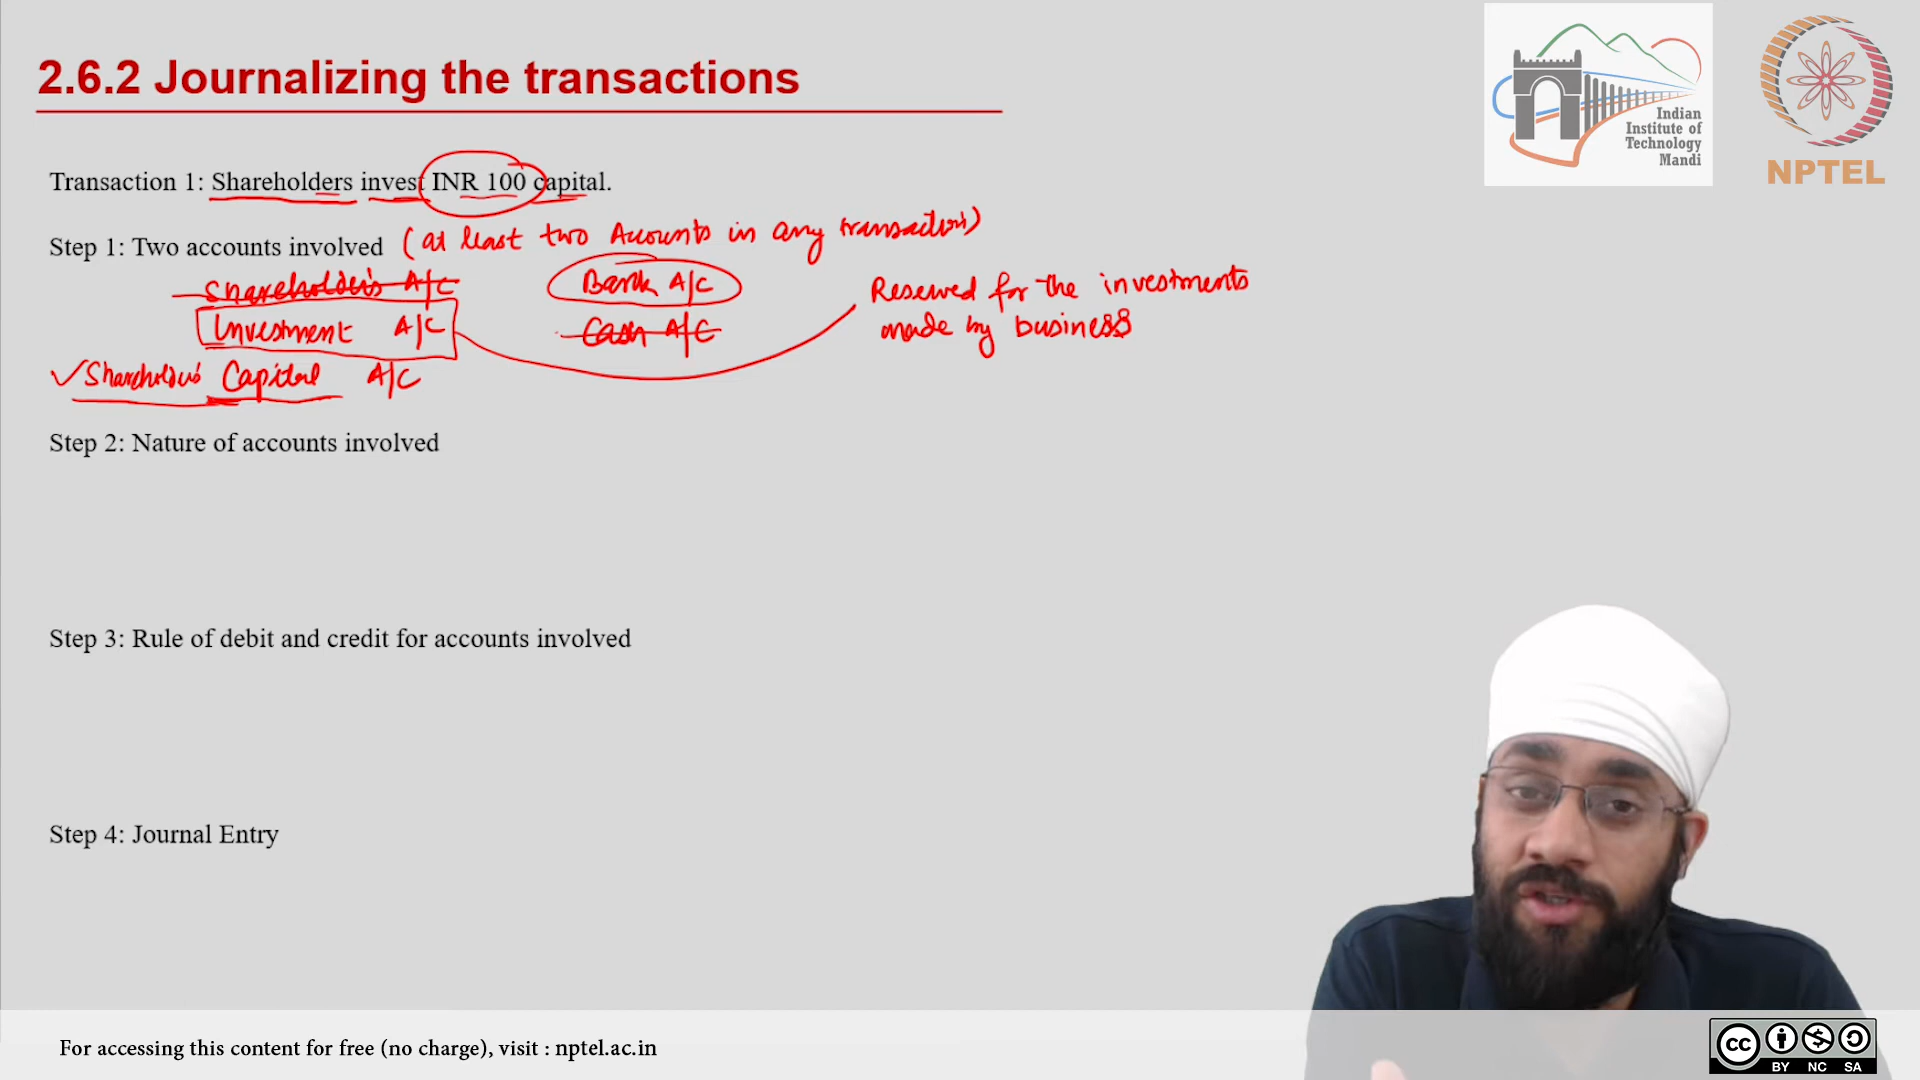 2.6.2 Journalizing the transactions
Indian
Institute of
Technology
Mandi
NPTEL
Transaction 1: Shareholders invest INR 100 capital.
Step 1: Two accounts involved (at least two Accounts in any transaction)
Shareholder's A/C Bank A/C
Investment A/C Cash A/C
Reserved for the investments
made by business
Shareholders' Capital A/C
Step 2: Nature of accounts involved
Step 3: Rule of debit and credit for accounts involved
Step 4: Journal Entry
For accessing this content for free (no charge), visit : nptel.ac.in
cc
BY NC SA